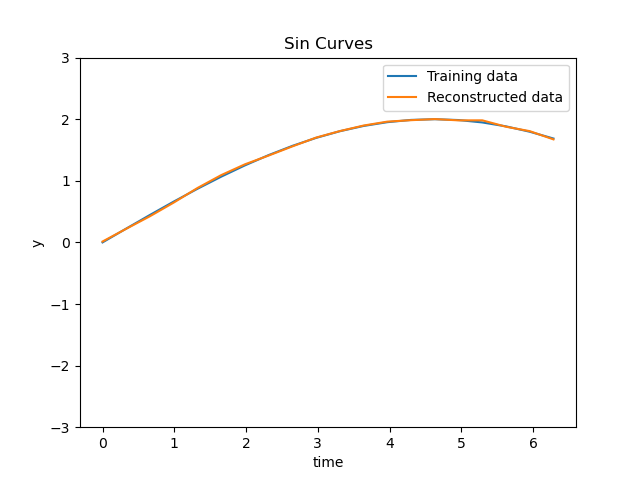 Sin Curves
Training data
Reconstructed data
3
2
1
0
−1
−2
−3
y
0 1 2 3 4 5 6
time